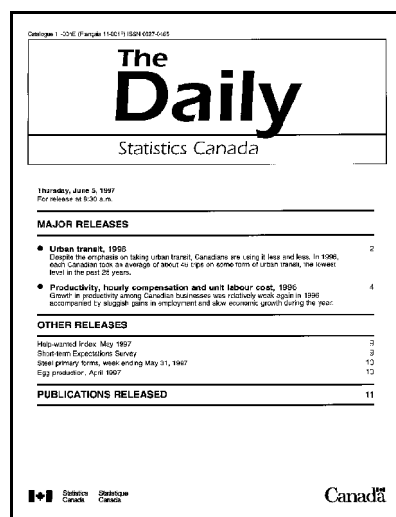 Catalogue 11-001E (Français 11-001F) ISSN 0827-0465
The
Daily
Statistics Canada
Thursday, June 5, 1997
For release at 8:30 a.m.
MAJOR RELEASES
● Urban transit, 1996 2
Despite the emphasis on taking urban transit, Canadians are using it less and less. In 1996,
each Canadian took an average of about 48 trips on some form of urban transit, the lowest
level in the past 25 years.
● Productivity, hourly compensation and unit labour cost, 1996 4
Growth in productivity among Canadian businesses was relatively weak again in 1996
accompanied by sluggish gains in employment and slow economic growth during the year.
OTHER RELEASES
Help-wanted Index, May 1997 9
Short-term Expectations Survey 9
Steel primary forms, week ending May 31, 1997 10
Egg production, April 1997 10
PUBLICATIONS RELEASED 11
Statistics Statistique
Canada Canada
Canada